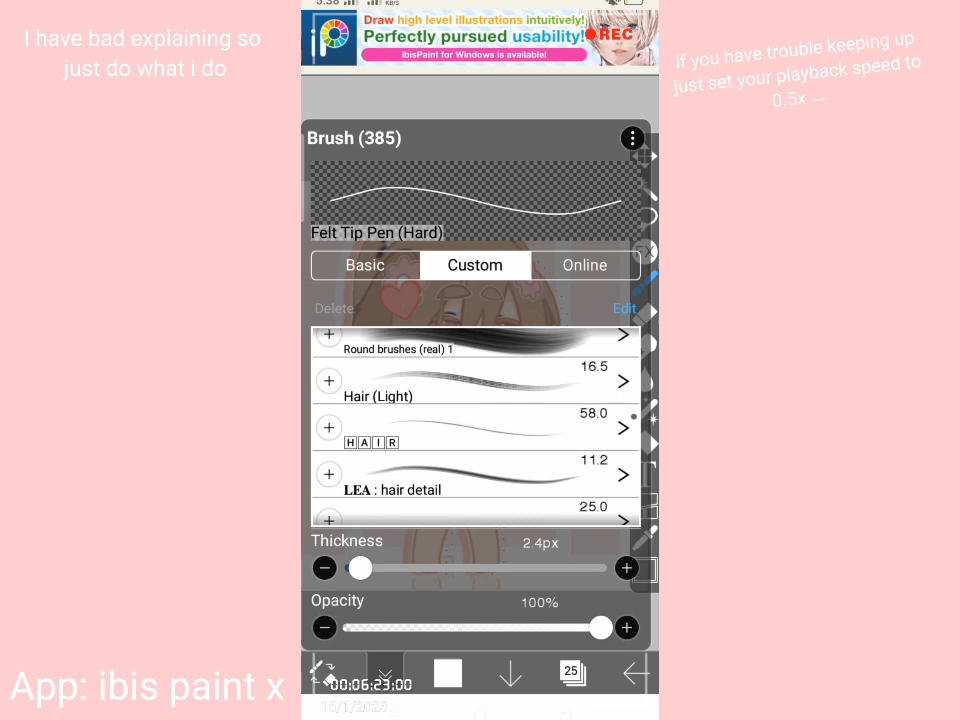 I have bad explaining so
just do what i do
if you have trouble keeping up
just set your playback speed to
0.5x →
5:38
KB/S
Draw high level illustrations intuitively!
Perfectly pursued usability!
REC
ibisPaint for Windows is available!
Brush (385)
Felt Tip Pen (Hard)
Basic
Custom
Online
Delete
Edit
FX
Round brushes (real) 1
16.5
Hair (Light)
58.0
HAIR
11.2
LEA : hair detail
25.0
Thickness
2.4px
Opacity
100%
25
00:06:23:00
16/1/2023
App: ibis paint x